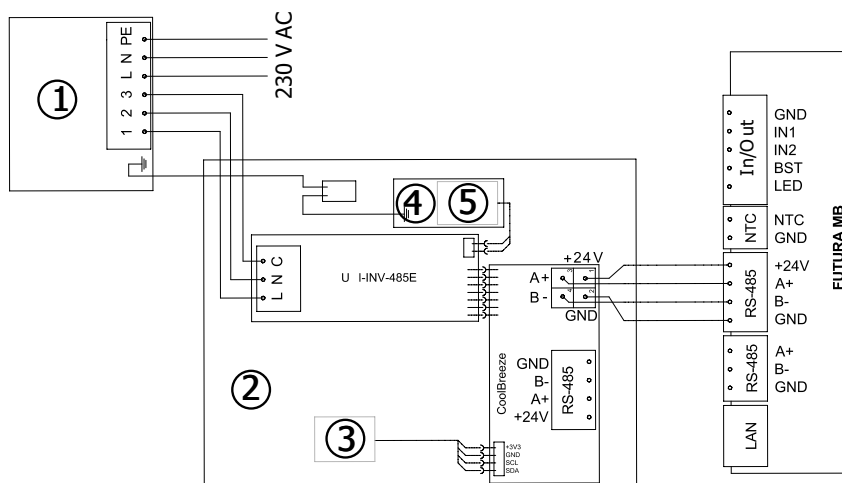 PE
N
L
3
2
1
230 V AC
①
②
③
④
⑤
U I-INV-485E
C
N
L
CoolBreeze
+24V
A+
B-
GND
3
1
4
2
GND
B-
A+
+24V
RS-485
+3V3
GND
SCL
SDA
In/Out
GND
IN1
IN2
BST
LED
NTC
NTC
GND
RS-485
+24V
A+
B-
GND
RS-485
A+
B-
GND
LAN
FUTURA MB